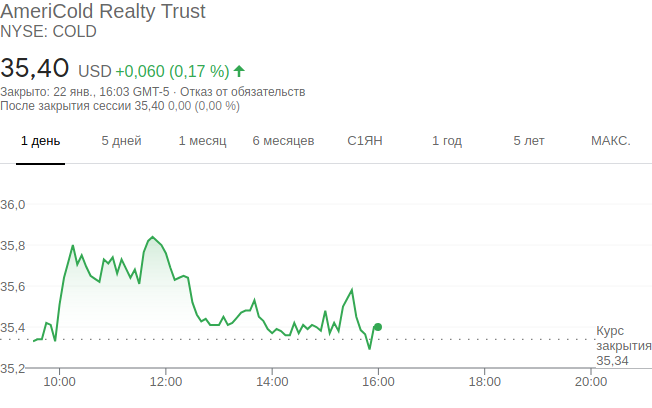 AmeriCold Realty Trust
NYSE: COLD
35,40 USD +0,060 (0,17 %)
Закрыто: 22 янв., 16:03 GMT-5 · Отказ от обязательств
После закрытия сессии 35,40 0,00 (0,00 %)
1 день 5 дней 1 месяц 6 месяцев С1ЯН 1 год 5 лет МАКС.
36,0
35,8
35,6
35,4
Курс
закрытия
35,34
35,2
10:00 12:00 14:00 16:00 18:00 20:00